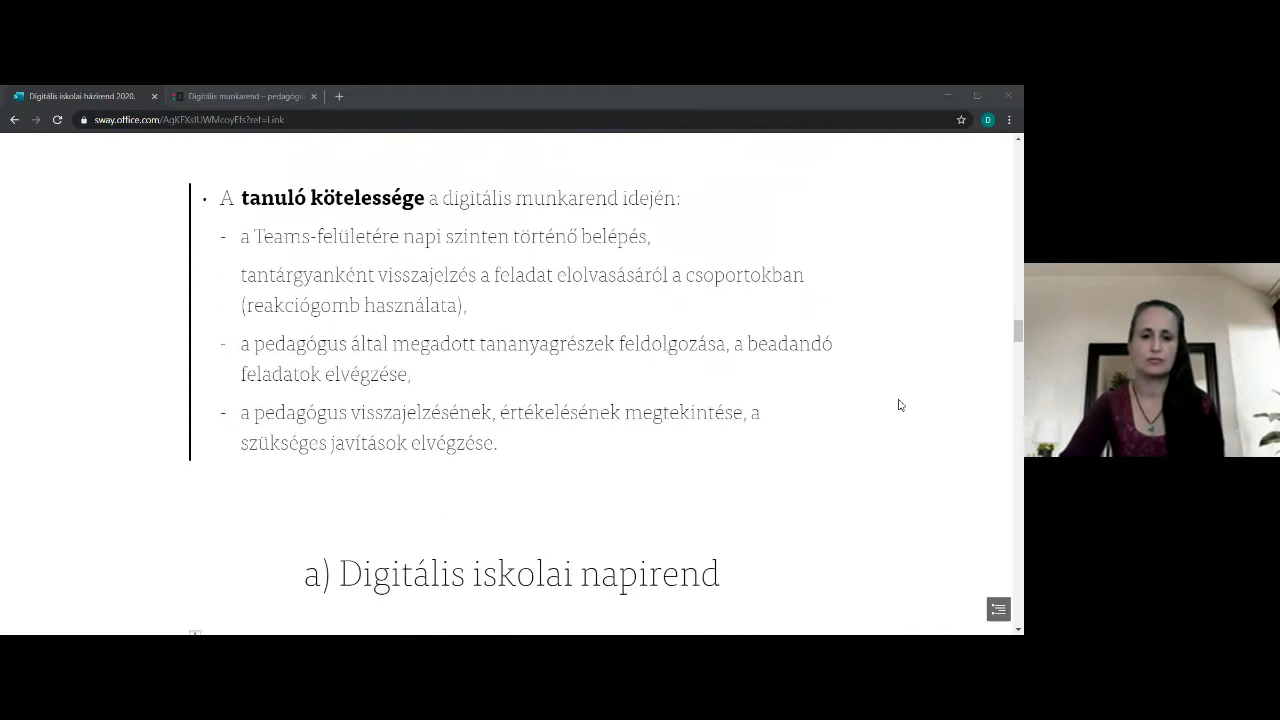 Digitális iskolai házirend 2020.
Digitális munkarend – pedagógi
sway.office.com/AgKFXsIUWMcoyEfs?ref=Link
D
• A tanuló kötelessége a digitális munkarend idején:
- a Teams-felületére napi szinten történő belépés,
tantárgyanként visszajelzés a feladat elolvasásáról a csoportokban
(reakciógomb használata),
- a pedagógus által megadott tananyagrészek feldolgozása, a beadandó
feladatok elvégzése,
- a pedagógus visszajelzésének, értékelésének megtekintése, a
szükséges javítások elvégzése.
a) Digitális iskolai napirend